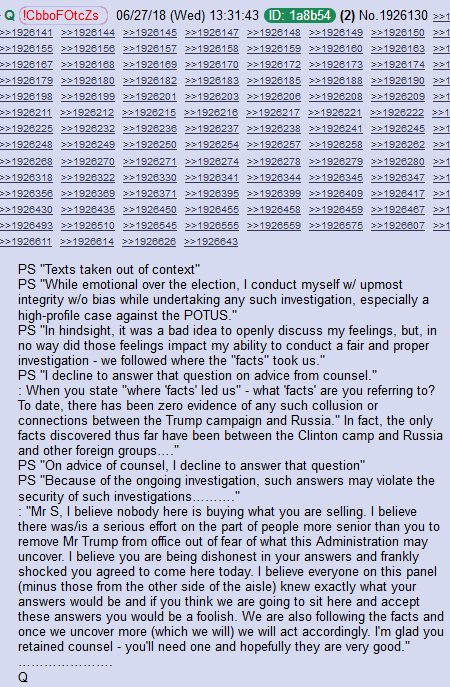 Q !CbboFOtcZs 06/27/18 (Wed) 13:31:43 ID: 1a8b54 (2) No.1926130 >>1
>>1926141 >>1926144 >>1926145 >>1926147 >>1926148 >>1926149 >>1
>>1926155 >>1926156 >>1926157 >>1926158 >>1926159 >>1926160 >>1
>>1926167 >>1926168 >>1926169 >>1926170 >>1926172 >>1926173 >>1926174 >>1
>>1926179 >>1926180 >>1926182 >>1926183 >>1926185 >>1926188 >>1926190 >>1
>>1926198 >>1926199 >>1926201 >>1926203 >>1926206 >>1926208 >>1926209 >>1
>>1926211 >>1926212 >>1926215 >>1926216 >>1926217 >>1926221 >>1926222 >>1
>>1926225 >>1926232 >>1926236 >>1926237 >>1926238 >>1926241 >>1926245 >>1
>>1926248 >>1926249 >>1926250 >>1926254 >>1926257 >>1926258 >>1926262 >>1
>>1926268 >>1926270 >>1926271 >>1926274 >>1926278 >>1926279 >>1926280 >>1
>>1926318 >>1926322 >>1926330 >>1926341 >>1926344 >>1926345 >>1926347 >>1
>>1926356 >>1926369 >>1926371 >>1926395 >>1926399 >>1926409 >>1926417 >>1
>>1926430 >>1926435 >>1926450 >>1926455 >>1926458 >>1926459 >>1926467 >>1
>>1926493 >>1926510 >>1926545 >>1926555 >>1926559 >>1926575 >>1926607 >>1
>>1926611 >>1926614 >>1926626 >>1926643
PS "Texts taken out of context"
PS "While emotional over the election, I conduct myself w/ upmost
integrity w/o bias while undertaking any such investigation, especially a
high-profile case against the POTUS."
PS "In hindsight, it was a bad idea to openly discuss my feelings, but, in
no way did those feelings impact my ability to conduct a fair and proper
investigation - we followed where the "facts" took us."
PS "I decline to answer that question on advice from counsel."
: When you state "where 'facts' led us" - what 'facts' are you referring to?
To date, there has been zero evidence of any such collusion or
connections between the Trump campaign and Russia." In fact, the only
facts discovered thus far have been between the Clinton camp and Russia
and other foreign groups…."
PS "On advice of counsel, I decline to answer that question"
PS "Because of the ongoing investigation, such answers may violate the
security of such investigations………."
: "Mr S, I believe nobody here is buying what you are selling. I believe
there was/is a serious effort on the part of people more senior than you to
remove Mr Trump from office out of fear of what this Administration may
uncover. I believe you are being dishonest in your answers and frankly
shocked you agreed to come here today. I believe everyone on this panel
(minus those from the other side of the aisle) knew exactly what your
answers would be and if you think we are going to sit here and accept
these answers you would be a foolish. We are also following the facts and
once we uncover more (which we will) we will act accordingly. I'm glad you
retained counsel - you'll need one and hopefully they are very good."
………………….
Q